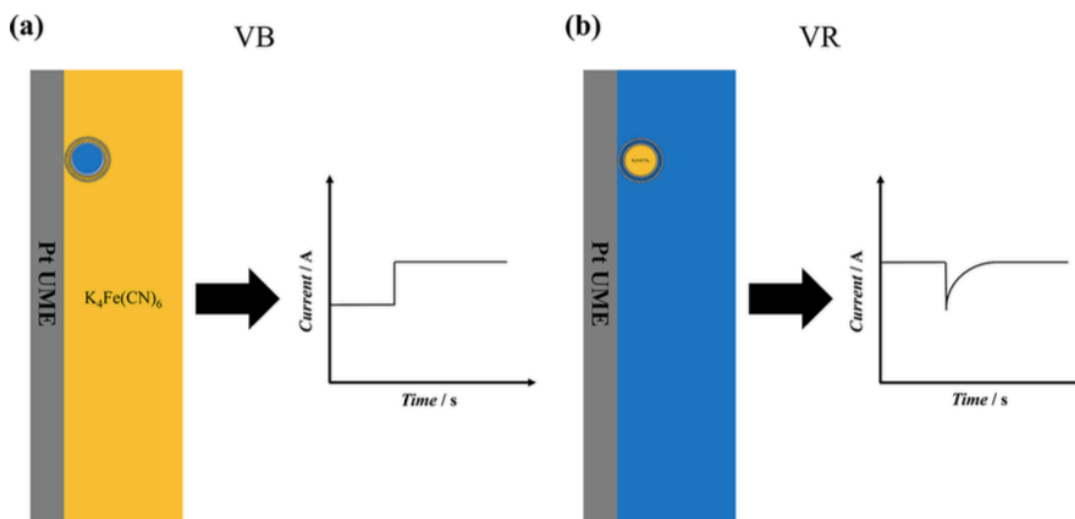 (a)
VB
Pt UME
K₄Fe(CN)₆
Current / A
Time / s
(b)
VR
Pt UME
Current / A
Time / s